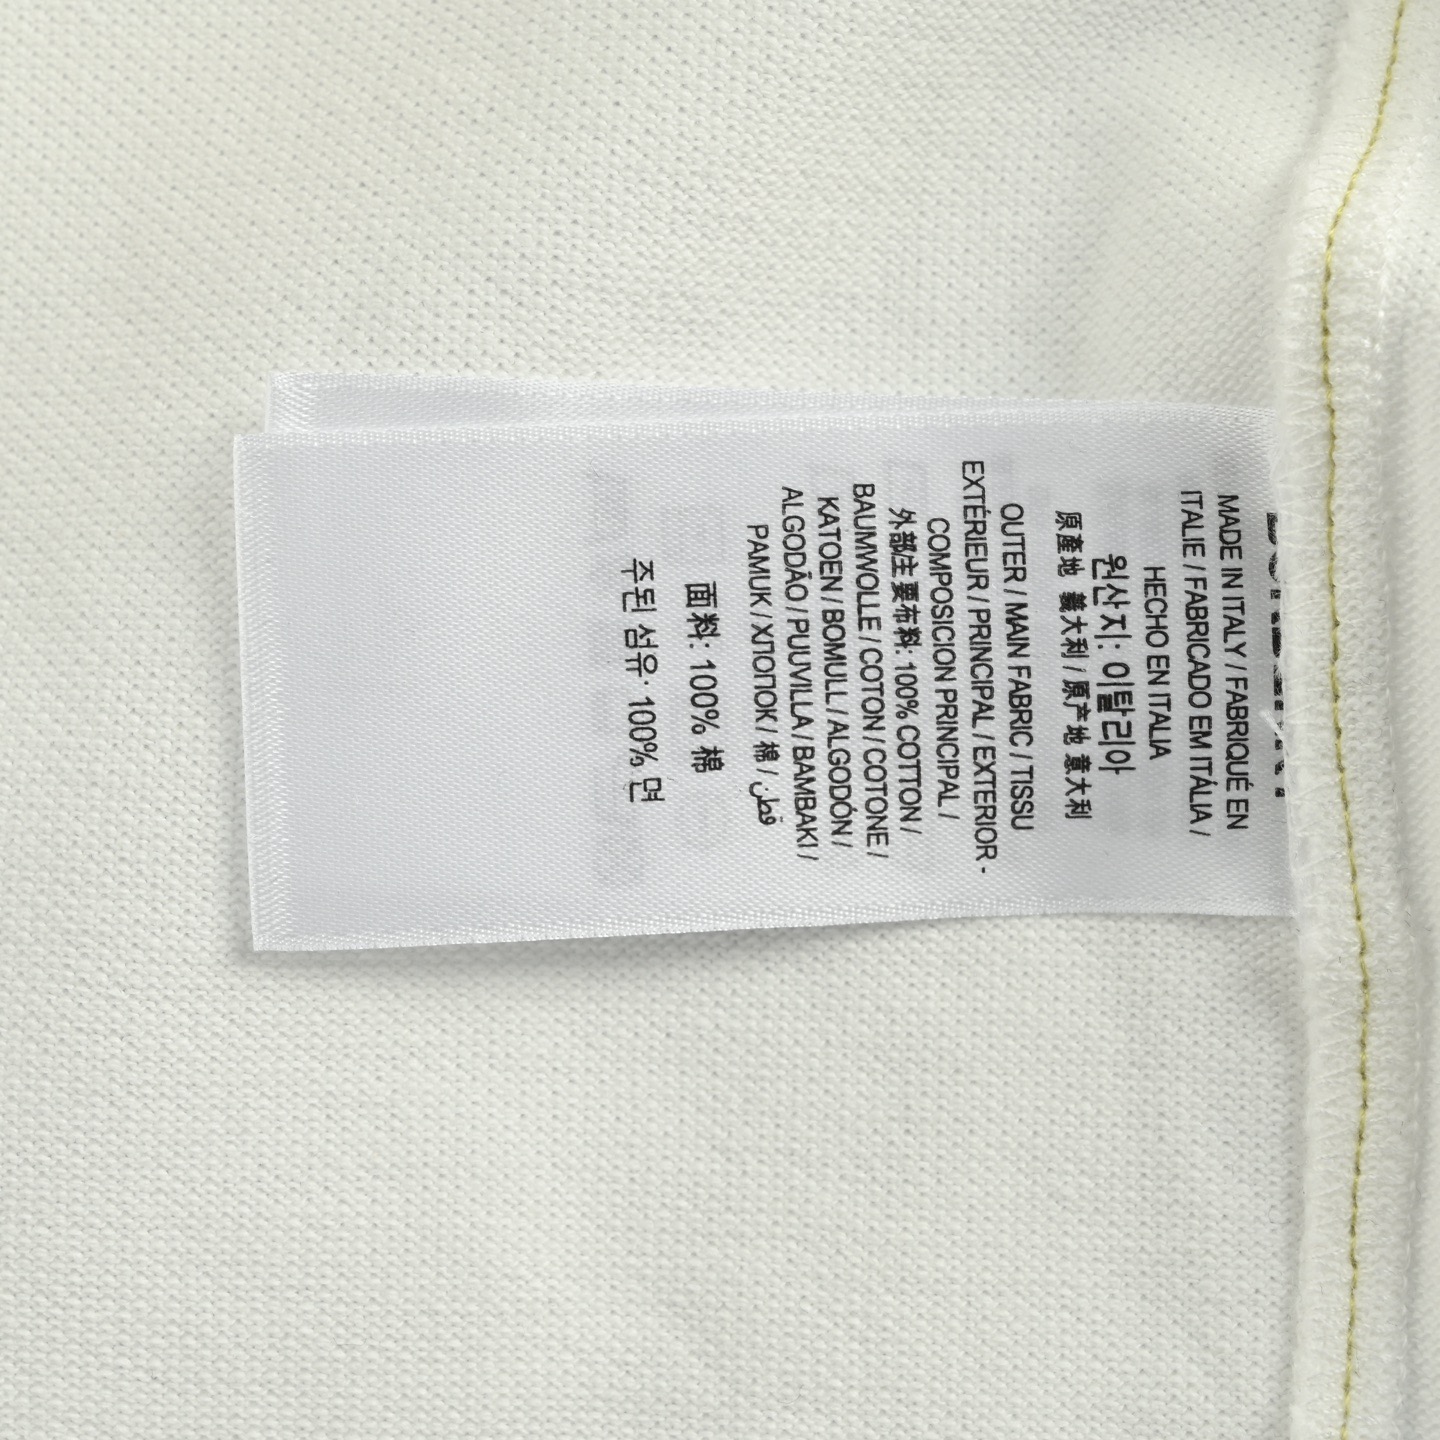 MADE IN ITALY / FABRIQUÉ EN
ITALIE / FABRICADO EM ITÁLIA /
HECHO EN ITALIA
원산지: 이탈리아
原產地 義大利 / 原产地 意大利
OUTER / MAIN FABRIC / TISSU
EXTÉRIEUR / PRINCIPAL / EXTERIOR -
COMPOSICION PRINCIPAL /
外部/主要布料: 100% COTTON /
BAUMWOLLE / COTON / COTONE /
KATOEN / BOMULL / ALGODÓN /
ALGODÃO / PUUVILLA / BAMBAKI /
PAMUK / ХЛОПОК / 棉 / قطن
面料: 100% 棉
주된 섬유: 100% 면